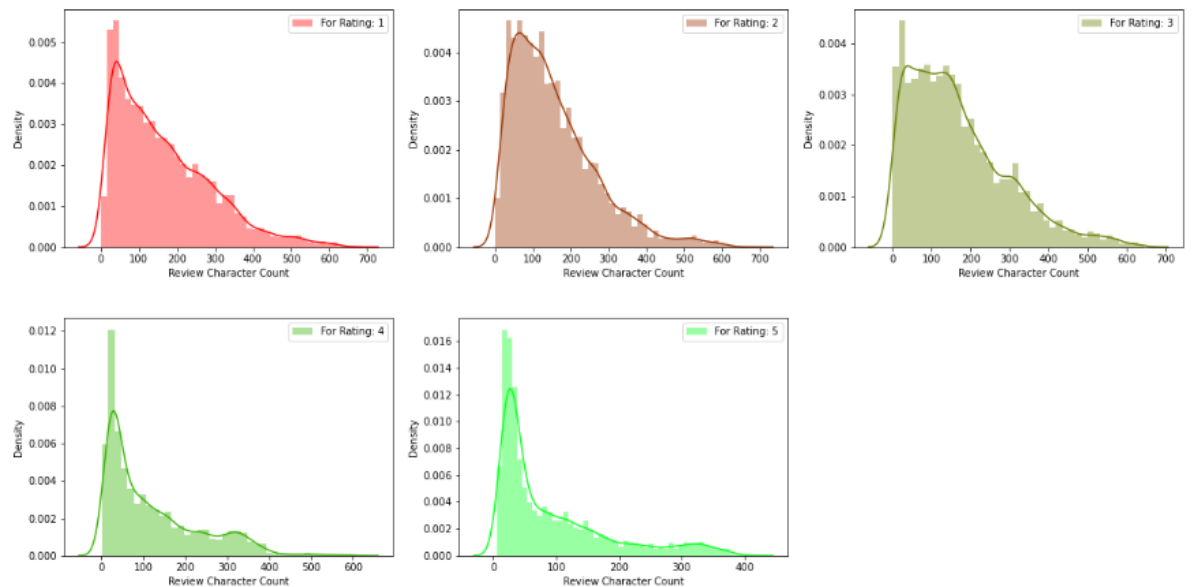 For Rating: 1
0.005
0.004
0.003
0.002
0.001
0.000
Density
0 100 200 300 400 500 600 700
Review Character Count
For Rating: 2
0.004
0.003
0.002
0.001
0.000
Density
0 100 200 300 400 500 600 700
Review Character Count
For Rating: 3
0.004
0.003
0.002
0.001
0.000
Density
0 100 200 300 400 500 600 700
Review Character Count
For Rating: 4
0.012
0.010
0.008
0.006
0.004
0.002
0.000
Density
0 100 200 300 400 500 600
Review Character Count
For Rating: 5
0.016
0.014
0.012
0.010
0.008
0.006
0.004
0.002
0.000
Density
0 100 200 300 400
Review Character Count